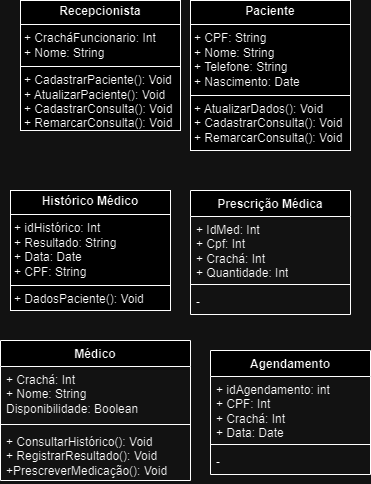 Recepcionista
+ CracháFuncionario: Int
+ Nome: String
+ CadastrarPaciente(): Void
+ AtualizarPaciente(): Void
+ CadastrarConsulta(): Void
+ RemarcarConsulta(): Void
Paciente
+ CPF: String
+ Nome: String
+ Telefone: String
+ Nascimento: Date
+ AtualizarDados(): Void
+ CadastrarConsulta(): Void
+ RemarcarConsulta(): Void
Histórico Médico
+ idHistórico: Int
+ Resultado: String
+ Data: Date
+ CPF: String
+ DadosPaciente(): Void
Prescrição Médica
+ IdMed: Int
+ Cpf: Int
+ Crachá: Int
+ Quantidade: Int
-
Médico
+ Crachá: Int
+ Nome: String
Disponibilidade: Boolean
+ ConsultarHistórico(): Void
+ RegistrarResultado(): Void
+PrescreverMedicação(): Void
Agendamento
+ idAgendamento: int
+ CPF: Int
+ Crachá: Int
+ Data: Date
-